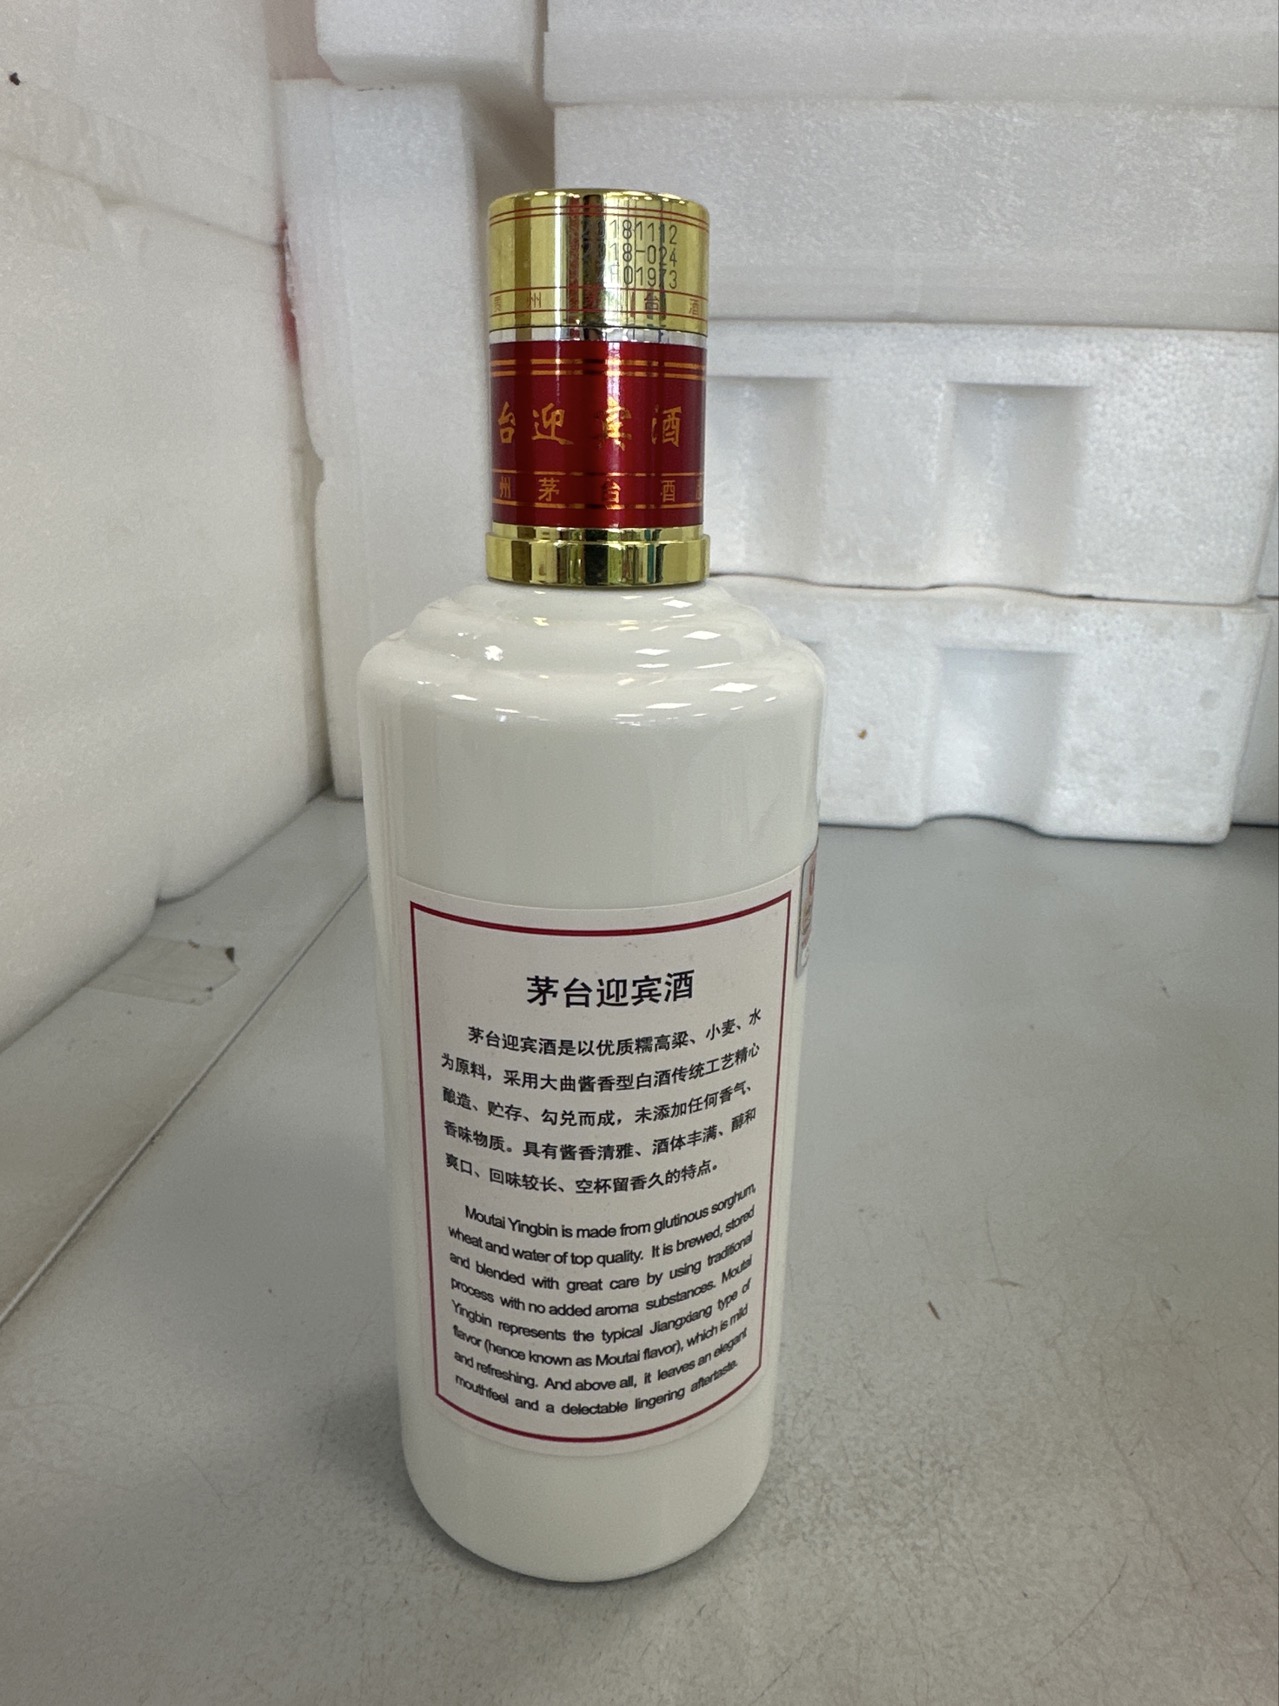 20181112
2018-024
01973
贵州茅台酒
台迎宾酒
州茅台酒
茅台迎宾酒
茅台迎宾酒是以优质糯高粱、小麦、水
为原料，采用大曲酱香型白酒传统工艺精心
酿造、贮存、勾兑而成，未添加任何香气、
香味物质。具有酱香清雅、酒体丰满、醇和
爽口、回味较长、空杯留香久的特点。
Moutai Yingbin is made from glutinous sorghum,
wheat and water of top quality. It is brewed, stored
and blended with great care by using traditional
process with no added aroma substances. Moutai
Yingbin represents the typical Jiangxiang type of
flavor (hence known as Moutai flavor), which is mild
and refreshing. And above all, it leaves an elegant
mouthfeel and a delectable lingering aftertaste.